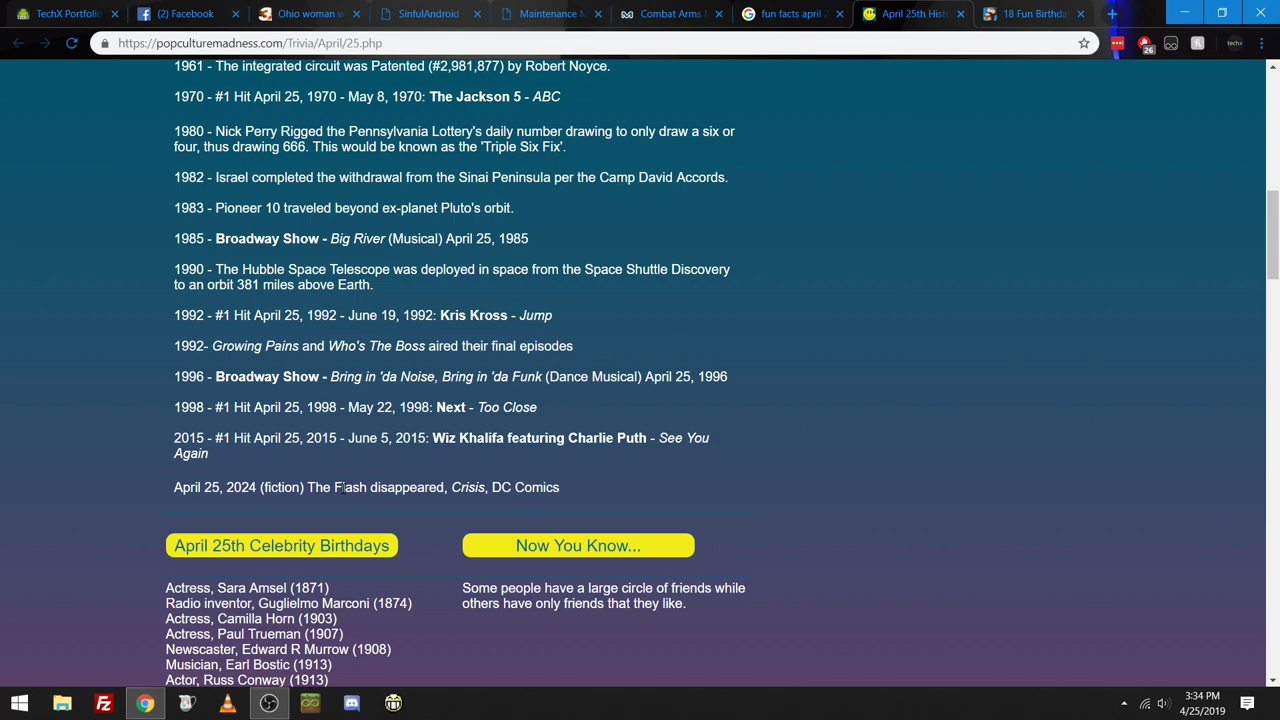 TechX Portfolio
(2) Facebook
Ohio woman w
SinfulAndroid -
Maintenance M
Combat Arms F
fun facts april 2
April 25th Hist
18 Fun Birthda
https://popculturemadness.com/Trivia/April/25.php
26
techx
1961 - The integrated circuit was Patented (#2,981,877) by Robert Noyce.
1970 - #1 Hit April 25, 1970 - May 8, 1970: The Jackson 5 - ABC
1980 - Nick Perry Rigged the Pennsylvania Lottery's daily number drawing to only draw a six or
four, thus drawing 666. This would be known as the 'Triple Six Fix'.
1982 - Israel completed the withdrawal from the Sinai Peninsula per the Camp David Accords.
1983 - Pioneer 10 traveled beyond ex-planet Pluto's orbit.
1985 - Broadway Show - Big River (Musical) April 25, 1985
1990 - The Hubble Space Telescope was deployed in space from the Space Shuttle Discovery
to an orbit 381 miles above Earth.
1992 - #1 Hit April 25, 1992 - June 19, 1992: Kris Kross - Jump
1992- Growing Pains and Who's The Boss aired their final episodes
1996 - Broadway Show - Bring in 'da Noise, Bring in 'da Funk (Dance Musical) April 25, 1996
1998 - #1 Hit April 25, 1998 - May 22, 1998: Next - Too Close
2015 - #1 Hit April 25, 2015 - June 5, 2015: Wiz Khalifa featuring Charlie Puth - See You
Again
April 25, 2024 (fiction) The Flash disappeared, Crisis, DC Comics
April 25th Celebrity Birthdays
Actress, Sara Amsel (1871)
Radio inventor, Guglielmo Marconi (1874)
Actress, Camilla Horn (1903)
Actress, Paul Trueman (1907)
Newscaster, Edward R Murrow (1908)
Musician, Earl Bostic (1913)
Actor, Russ Conway (1913)
Now You Know...
Some people have a large circle of friends while
others have only friends that they like.
3:34 PM
4/25/2019